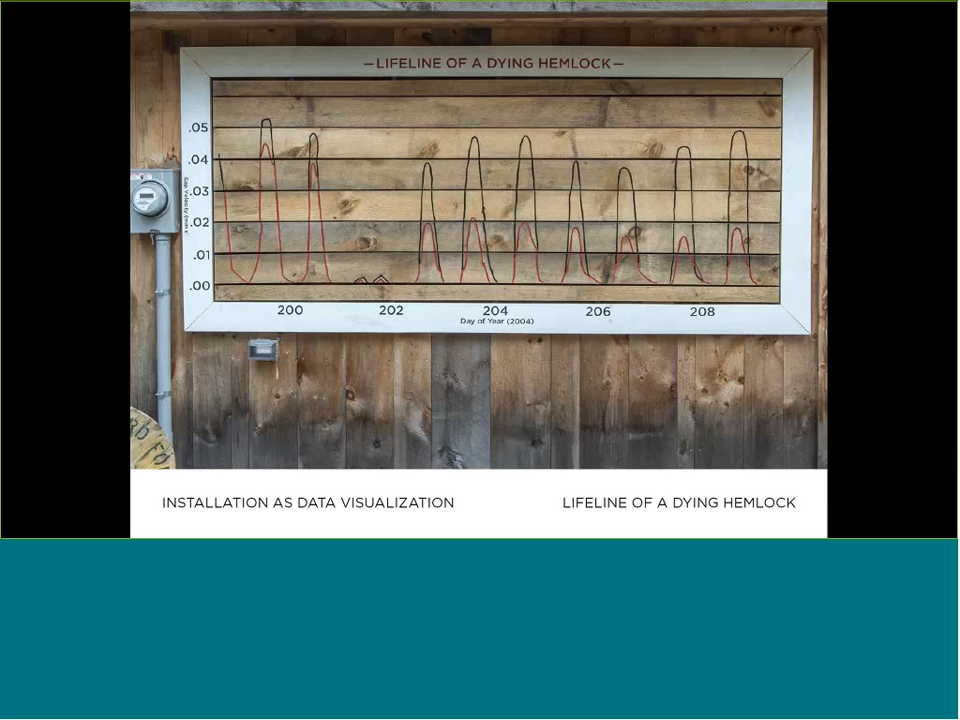 —LIFELINE OF A DYING HEMLOCK—
.05
.04
.03
.02
.01
.00
200 202 204 206 208
Day of Year (2004)
INSTALLATION AS DATA VISUALIZATION
LIFELINE OF A DYING HEMLOCK